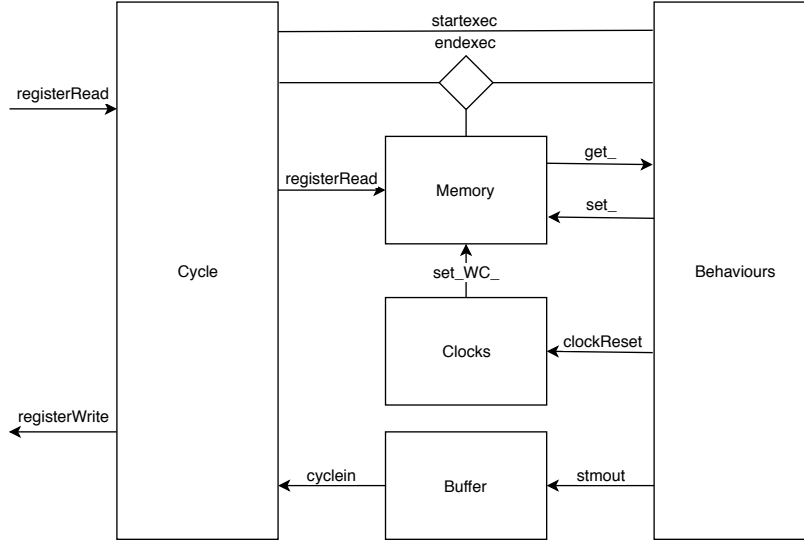 startexec
endexec
registerRead
get_
registerRead
Memory
set_
Cycle
set_WC_
Behaviours
Clocks
clockReset
registerWrite
cyclein
Buffer
stmout